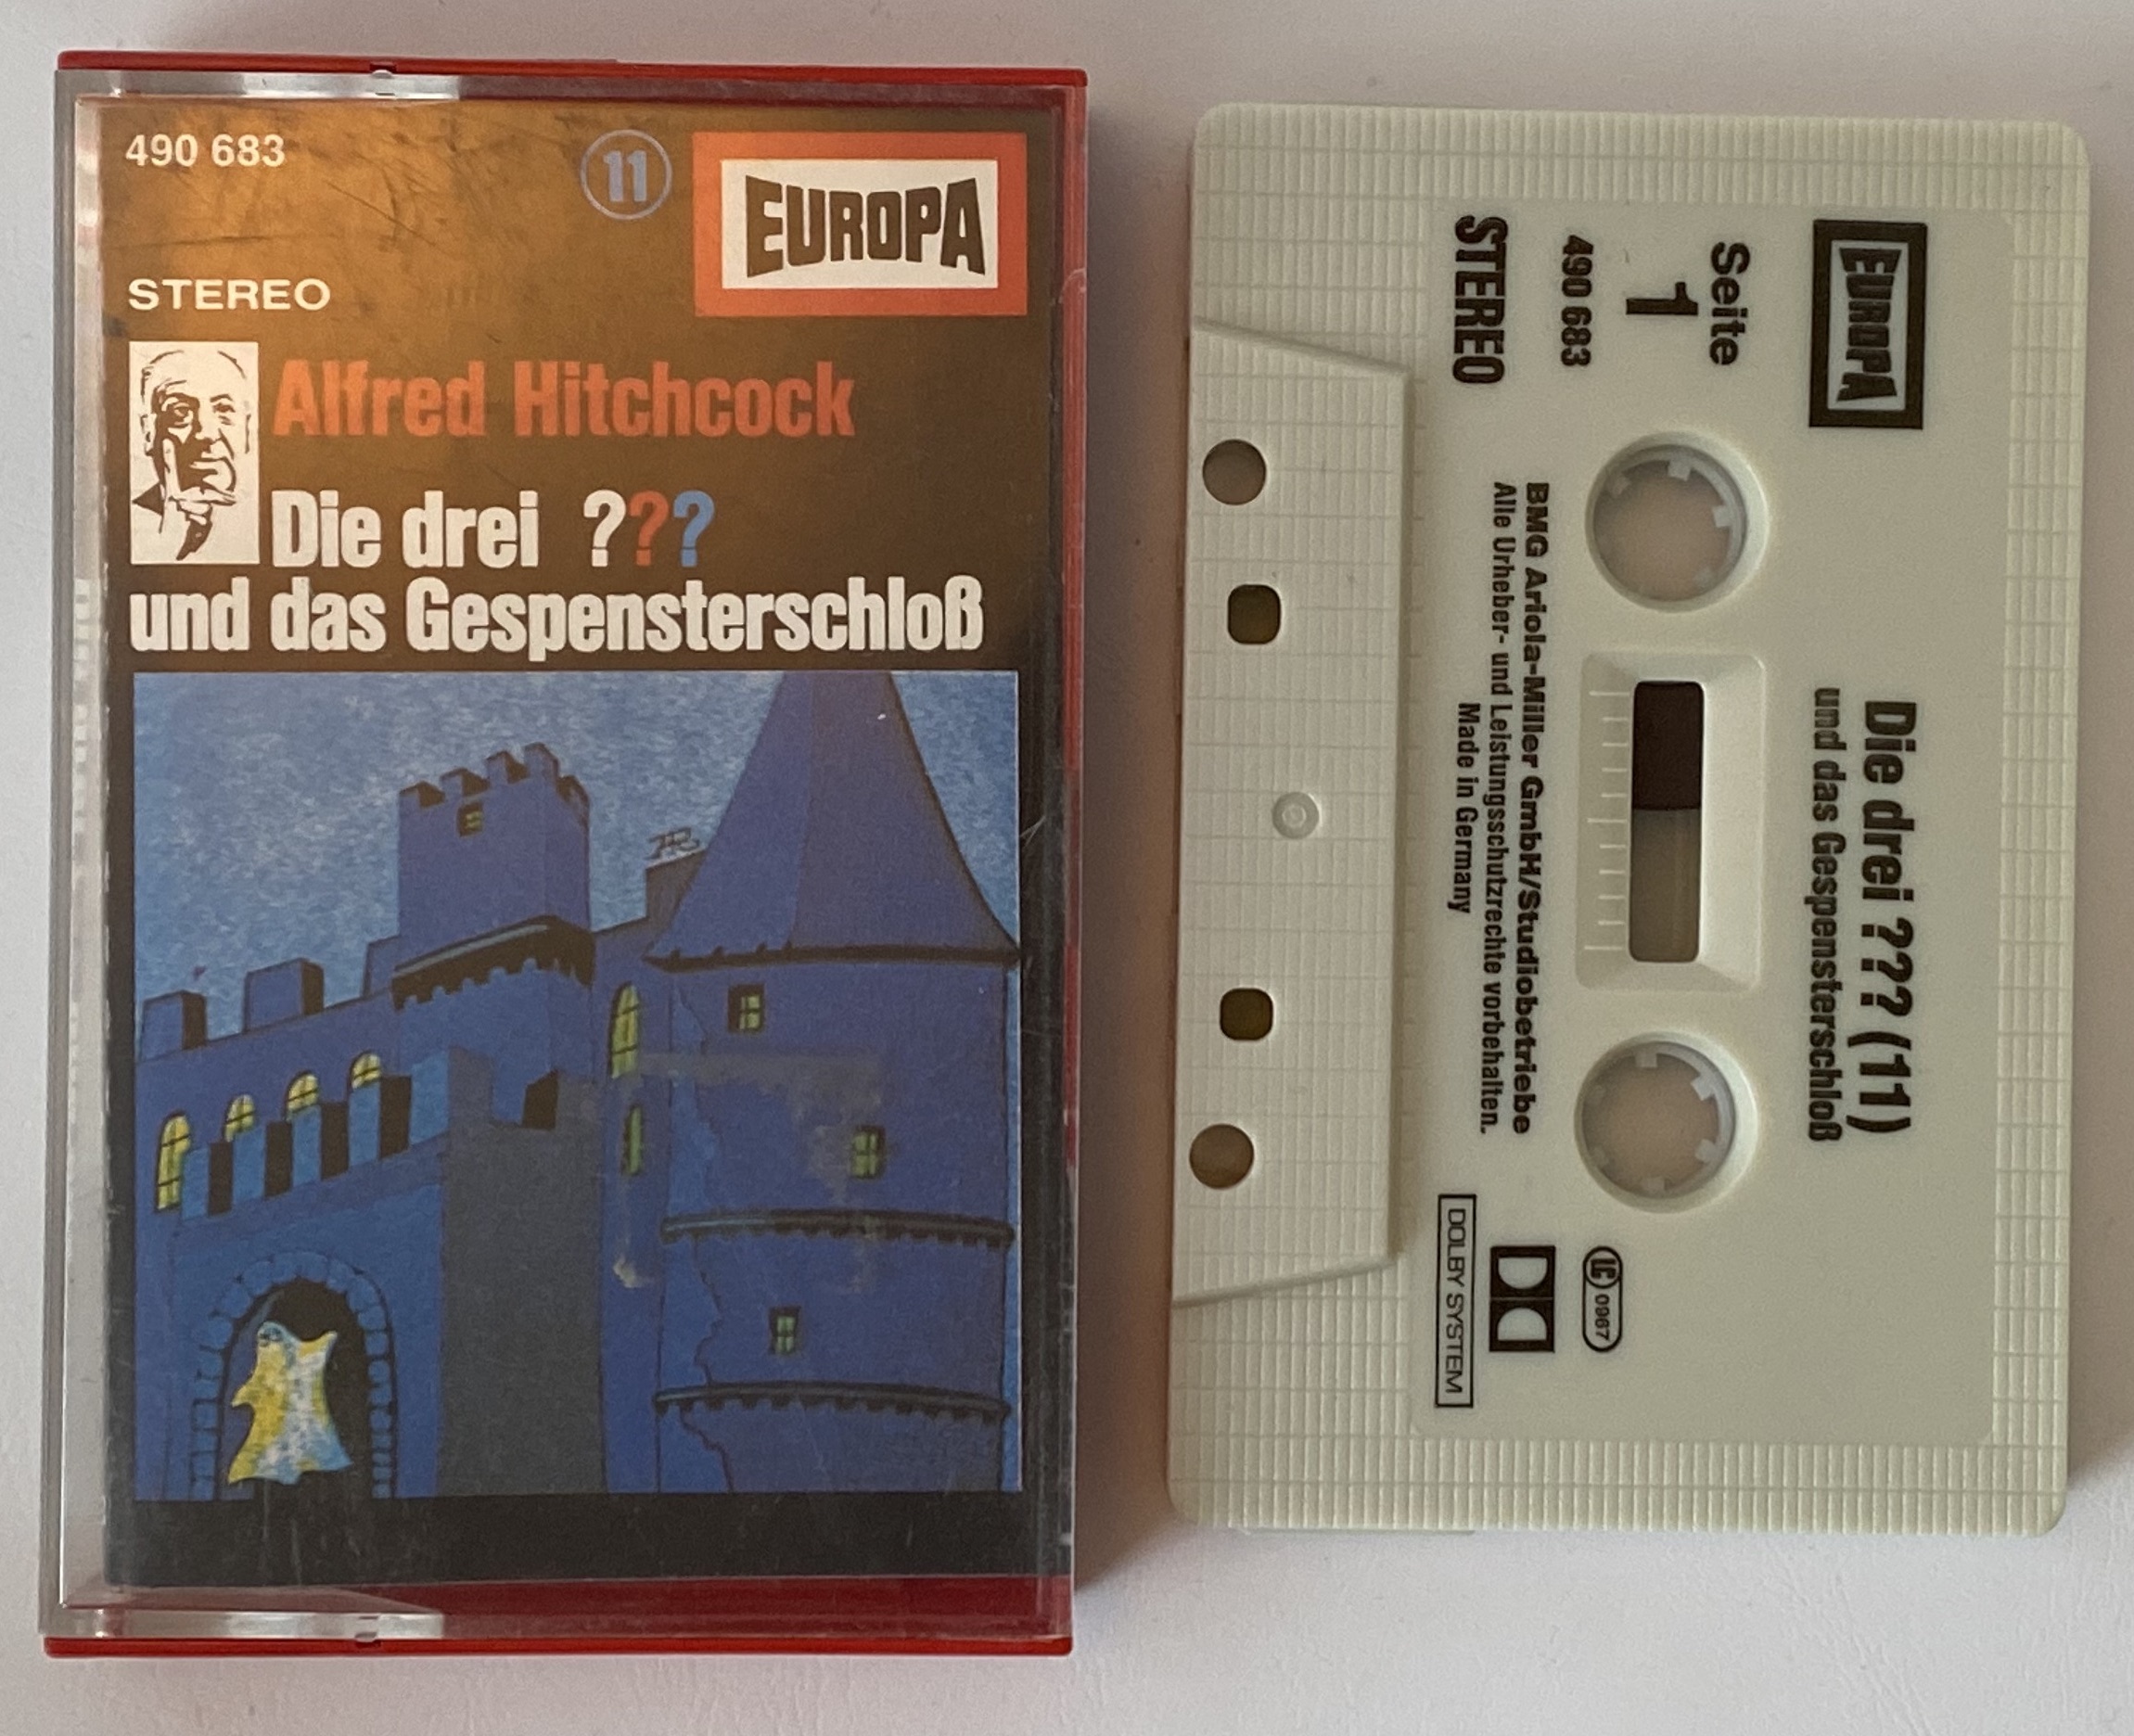 490 683
11
EUROPA
STEREO
Alfred Hitchcock
Die drei ???
und das Gespensterschloß
EUROPA
Die drei ??? (11)
und das Gespensterschloß
Seite
1
490 683
STEREO
LC 0967
BMG Ariola-Miller GmbH/Studiobetriebe
Alle Urheber- und Leistungsschutzrechte vorbehalten.
Made in Germany
DOLBY SYSTEM